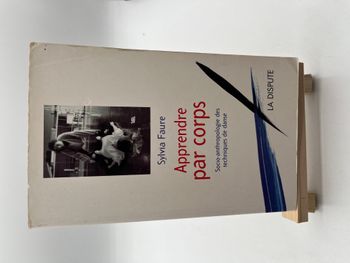 Sylvia Faure
Apprendre
par corps
Socio-anthropologie des
techniques de danse
LA DISPUTE